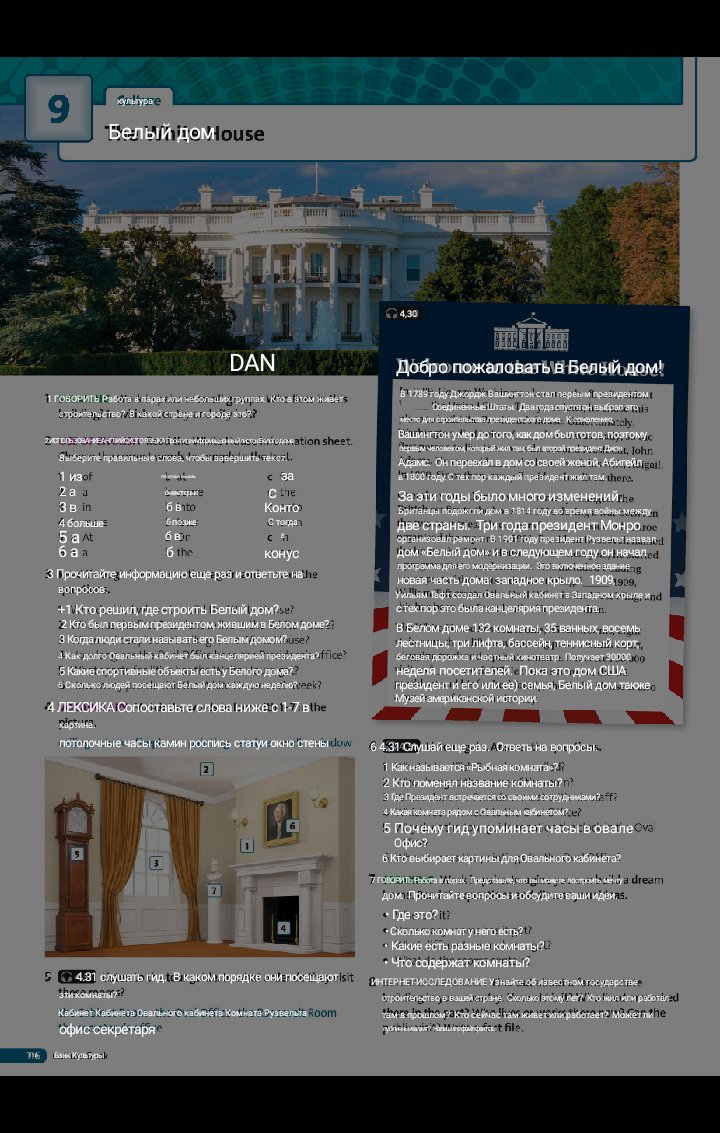 9
культура
Белый дом
4,30
DAN
Добро пожаловать в Белый дом!
1 ГОВОРИТЬ Работа в парах или небольших группах. Кто в этом живет
строительство? В какой стране и городе это?
В 1789 году Джордж Вашингтон стал первым президентом
Соединенные Штаты. Два года спустя он выбрал это
место для строительства президентского дома. К сожалению,
Вашингтон умер до того, как дом был готов, поэтому
первым человеком, который жил там, был второй президент Джон
Адамс. Он переехал в дом со своей женой, Абигейл
в 1800 году. С тех пор каждый президент жил там.
За эти годы было много изменений.
Британцы подожгли дом в 1814 году во время войны между
две страны. Три года президент Монро
организовал ремонт. В 1901 году президент Рузвельт назвал
дом «Белый дом» и в следующем году он начал
программа для его модернизации. Это включенное здание
новая часть дома: западное крыло. 1909,
Уильям Тафт создал Овальный кабинет в Западном крыле и
с тех пор это была канцелярия президента.
В Белом доме 132 комнаты, 35 ванных, восемь
лестницы, три лифта, бассейн, теннисный корт,
беговая дорожка и частный кинотеатр. Получает 30000
неделя посетителей. Пока это дом США
президент и его или ее) семья, Белый дом также
Музей американской истории.
Выберите правильные слова, чтобы завершить текст.
1 из
за
2 а
с
3 в
б
Конто
4 больше
б позже
С тогда
5 а
б в
6 а
б
конус
3 Прочитайте информацию еще раз и ответьте на
вопросов.
+1 Кто решил, где строить Белый дом?
2 Кто был первым президентом, жившим в Белом доме?
3 Когда люди стали называть его Белым домом?
4 Как долго Овальный кабинет был канцелярией президента?
5 Какие спортивные объекты есть у Белого дома?
6 Сколько людей посещают Белый дом каждую неделю?
4 ЛЕКСИКА Сопоставьте слова ниже с 1-7 в
картина.
потолочные часы камин роспись статуи окно стены
2
6
1
5
3
7
4
5 4.31 слушать гид. В каком порядке они посещают
эти комнаты?
Кабинет Кабинета Овального кабинета Комната Рузвельта
офис секретаря
6 4.31 Слушай еще раз. Ответь на вопросы.
1 Как называется «Рыбная комната»?
2 Кто поменял название комнаты?
3 Где Президент встречается со своими сотрудниками?
4 Какая комната рядом с Овальным кабинетом?
5 Почему гид упоминает часы в овале
Офис?
6 Кто выбирает картины для Овального кабинета?
7 ГОВОРИТЬ Работа в парах. Представьте, что вы можете построить мечту
дом. Прочитайте вопросы и обсудите ваши идеи.
• Где это?
• Сколько комнат у него есть?
• Какие есть разные комнаты?
• Что содержат комнаты?
ИНТЕРНЕТ-ИССЛЕДОВАНИЕ Узнайте об известном государстве
строительство в вашей стране. Сколько этому лет? Кто жил или работал
там в прошлом? Кто сейчас там живет или работает? Может ли
116
Банк Культуры